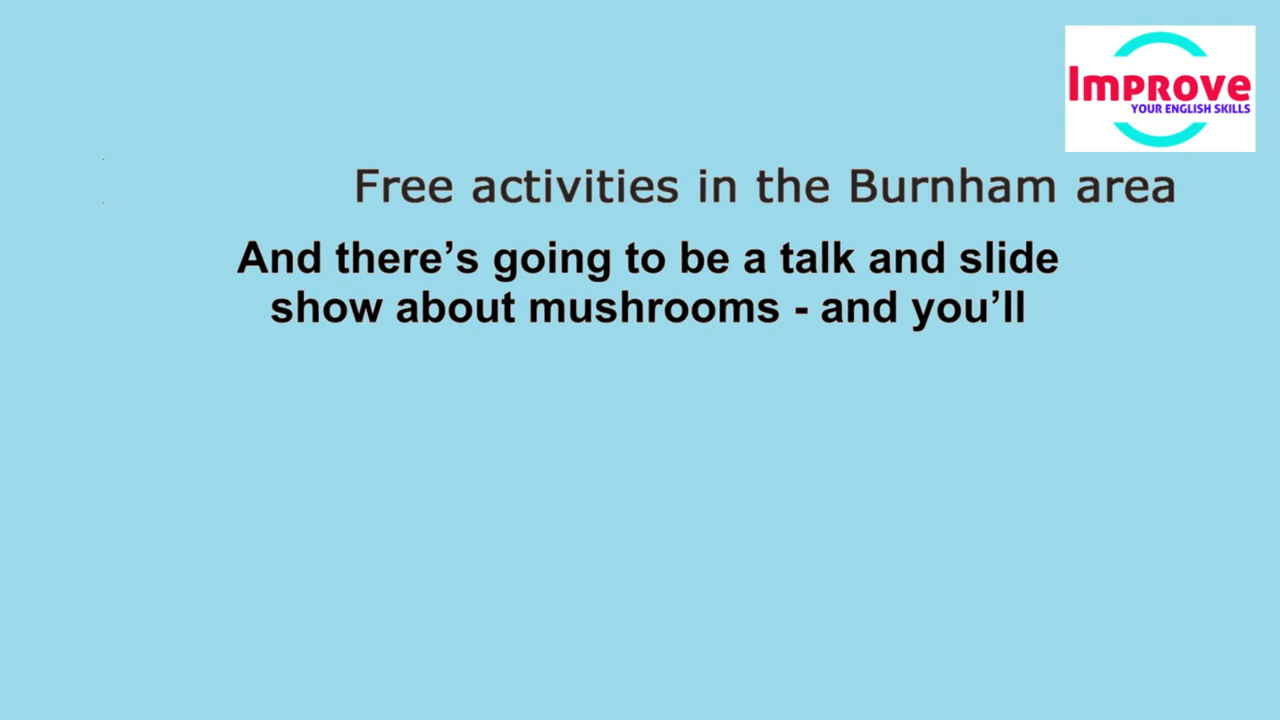 Improve
YOUR ENGLISH SKILLS
Free activities in the Burnham area
And there’s going to be a talk and slide
show about mushrooms - and you’ll